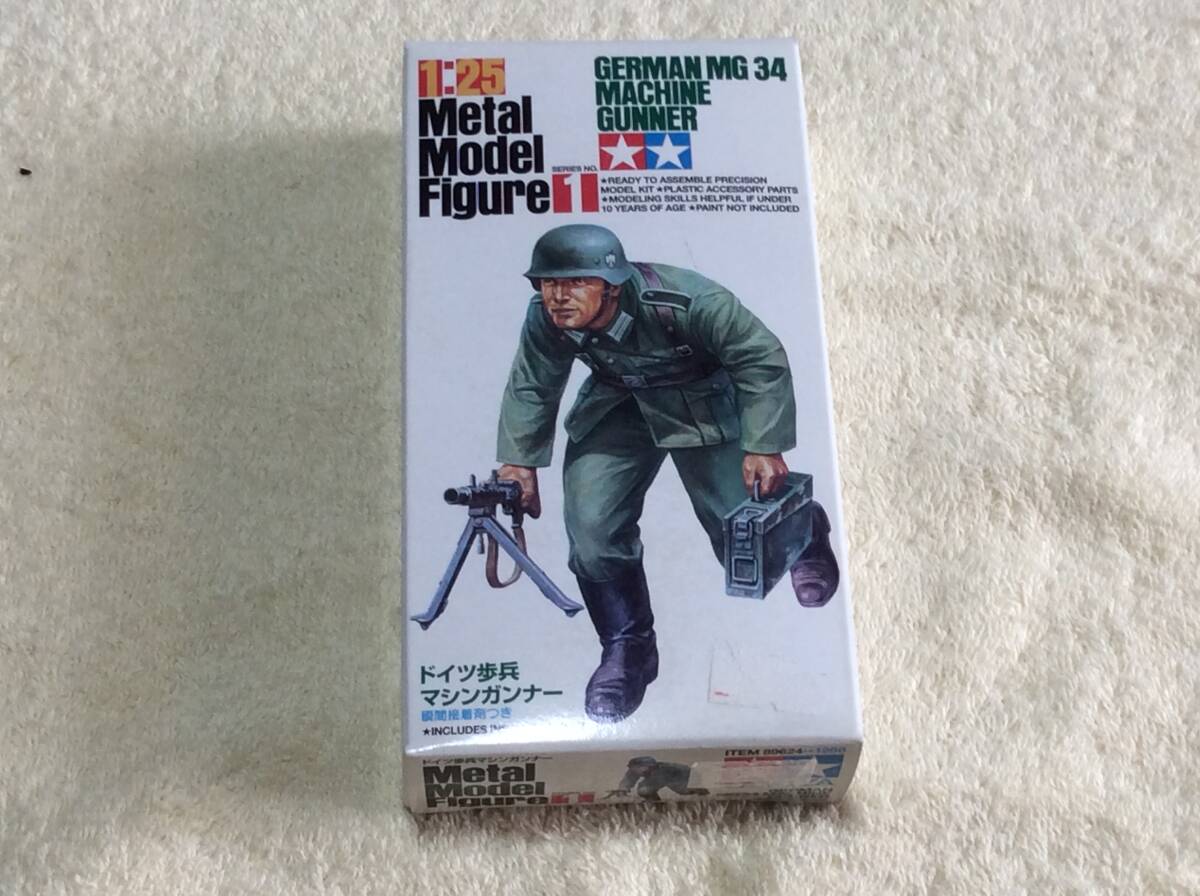 1:25
Metal
Model
Figure
SERIES NO.
1
GERMAN MG 34
MACHINE
GUNNER
★READY TO ASSEMBLE PRECISION
MODEL KIT ★PLASTIC ACCESSORY PARTS
★MODELING SKILLS HELPFUL IF UNDER
10 YEARS OF AGE ★PAINT NOT INCLUDED
ドイツ歩兵
マシンガンナー
瞬間接着剤つき
★INCLUDES
ドイツ歩兵マシンガンナー
Metal
Model
Figure 1
ITEM 89624